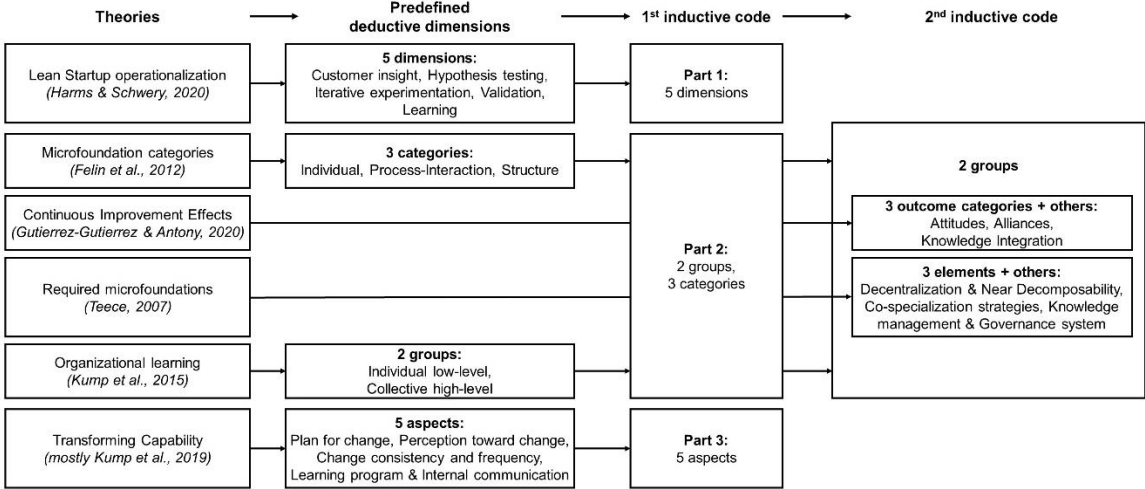 Theories
Predefined
deductive dimensions
1st inductive code
2nd inductive code
Lean Startup operationalization
(Harms & Schwery, 2020)
5 dimensions:
Customer insight, Hypothesis testing,
Iterative experimentation, Validation,
Learning
Part 1:
5 dimensions
Microfoundation categories
(Felin et al., 2012)
3 categories:
Individual, Process-Interaction, Structure
Continuous Improvement Effects
(Gutierrez-Gutierrez & Antony, 2020)
Required microfoundations
(Teece, 2007)
Organizational learning
(Kump et al., 2015)
2 groups:
Individual low-level,
Collective high-level
Part 2:
2 groups,
3 categories
2 groups
3 outcome categories + others:
Attitudes, Alliances,
Knowledge Integration
3 elements + others:
Decentralization & Near Decomposability,
Co-specialization strategies, Knowledge
management & Governance system
Transforming Capability
(mostly Kump et al., 2019)
5 aspects:
Plan for change, Perception toward change,
Change consistency and frequency,
Learning program & Internal communication
Part 3:
5 aspects